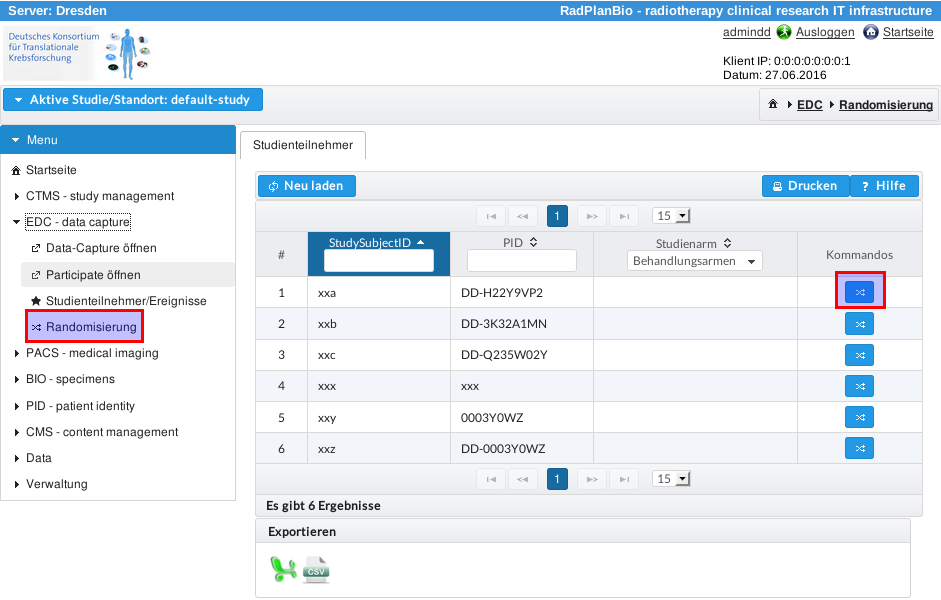 Server: Dresden
RadPlanBio - radiotherapy clinical research IT infrastructure
Deutsches Konsortium
für Translationale
Krebsforschung
admindd Ausloggen Startseite
Klient IP: 0:0:0:0:0:0:0:1
Datum: 27.06.2016
Aktive Studie/Standort: default-study
EDC Randomisierung
Menu
Startseite
CTMS - study management
EDC - data capture
Data-Capture öffnen
Participate öffnen
Studienteilnehmer/Ereignisse
Randomisierung
PACS - medical imaging
BIO - specimens
PID - patient identity
CMS - content management
Data
Verwaltung
Studienteilnehmer
Neu laden
Drucken
? Hilfe
1 15
# StudySubjectID PID Studienarm Kommandos
Behandlungsarmen
1 xxa DD-H22Y9VP2
2 xxb DD-3K32A1MN
3 xxc DD-Q235W02Y
4 xxx xxx
5 xxy 0003Y0WZ
6 xxz DD-0003Y0WZ
1 15
Es gibt 6 Ergebnisse
Exportieren
CSV